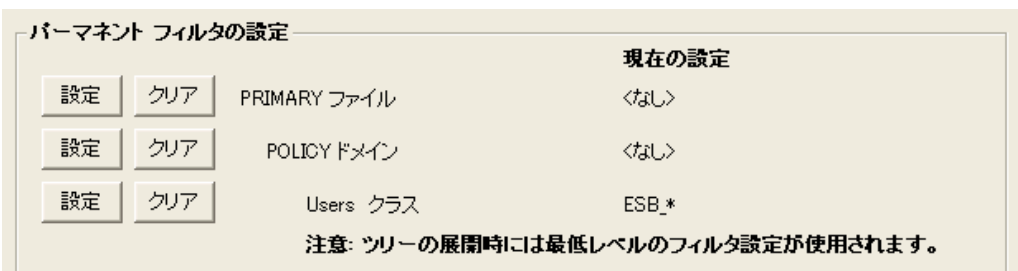 パーマネント フィルタの設定
現在の設定
設定 クリア PRIMARY ファイル <なし>
設定 クリア POLICY ドメイン <なし>
設定 クリア Users クラス ESB_*
注意: ツリーの展開時には最低レベルのフィルタ設定が使用されます。